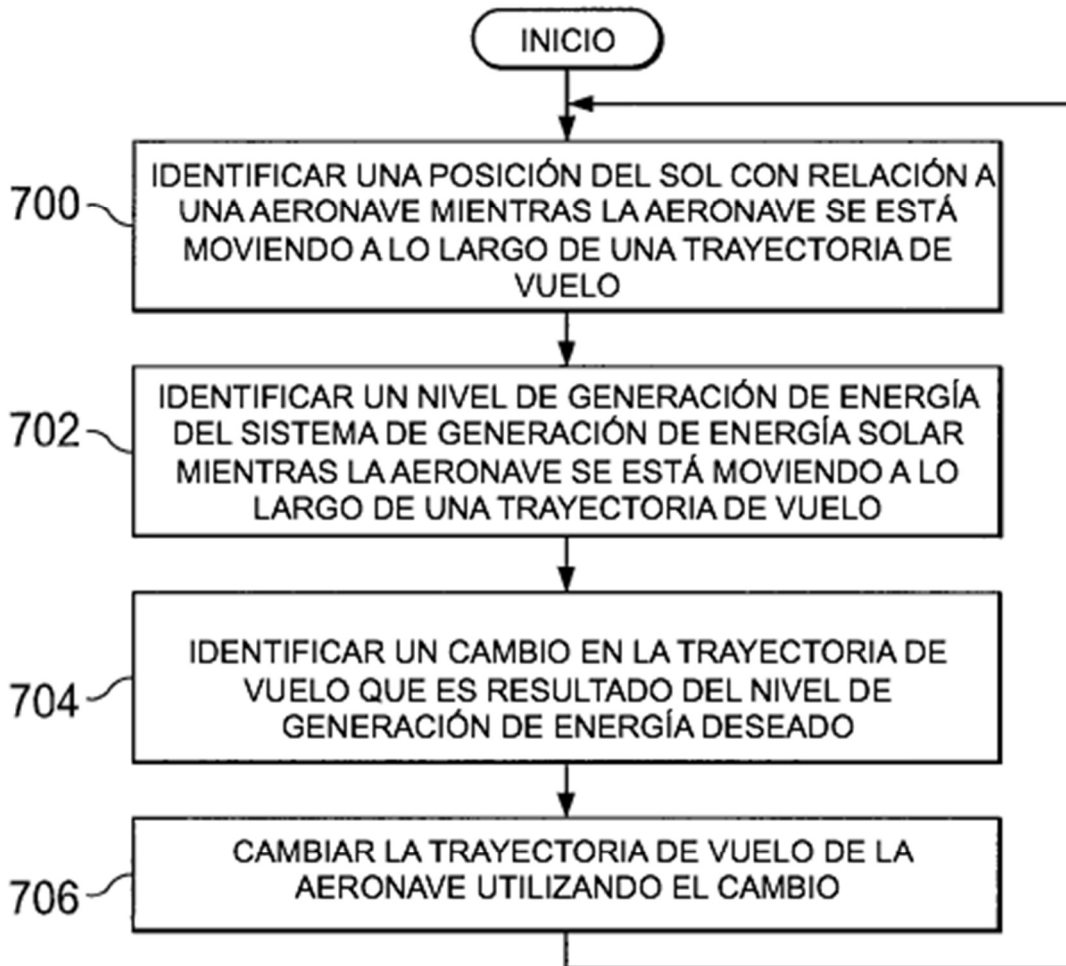 INICIO
700
IDENTIFICAR UNA POSICIÓN DEL SOL CON RELACIÓN A
UNA AERONAVE MIENTRAS LA AERONAVE SE ESTÁ
MOVIENDO A LO LARGO DE UNA TRAYECTORIA DE
VUELO
702
IDENTIFICAR UN NIVEL DE GENERACIÓN DE ENERGÍA
DEL SISTEMA DE GENERACIÓN DE ENERGÍA SOLAR
MIENTRAS LA AERONAVE SE ESTÁ MOVIENDO A LO
LARGO DE UNA TRAYECTORIA DE VUELO
704
IDENTIFICAR UN CAMBIO EN LA TRAYECTORIA DE
VUELO QUE ES RESULTADO DEL NIVEL DE
GENERACIÓN DE ENERGÍA DESEADO
706
CAMBIAR LA TRAYECTORIA DE VUELO DE LA
AERONAVE UTILIZANDO EL CAMBIO